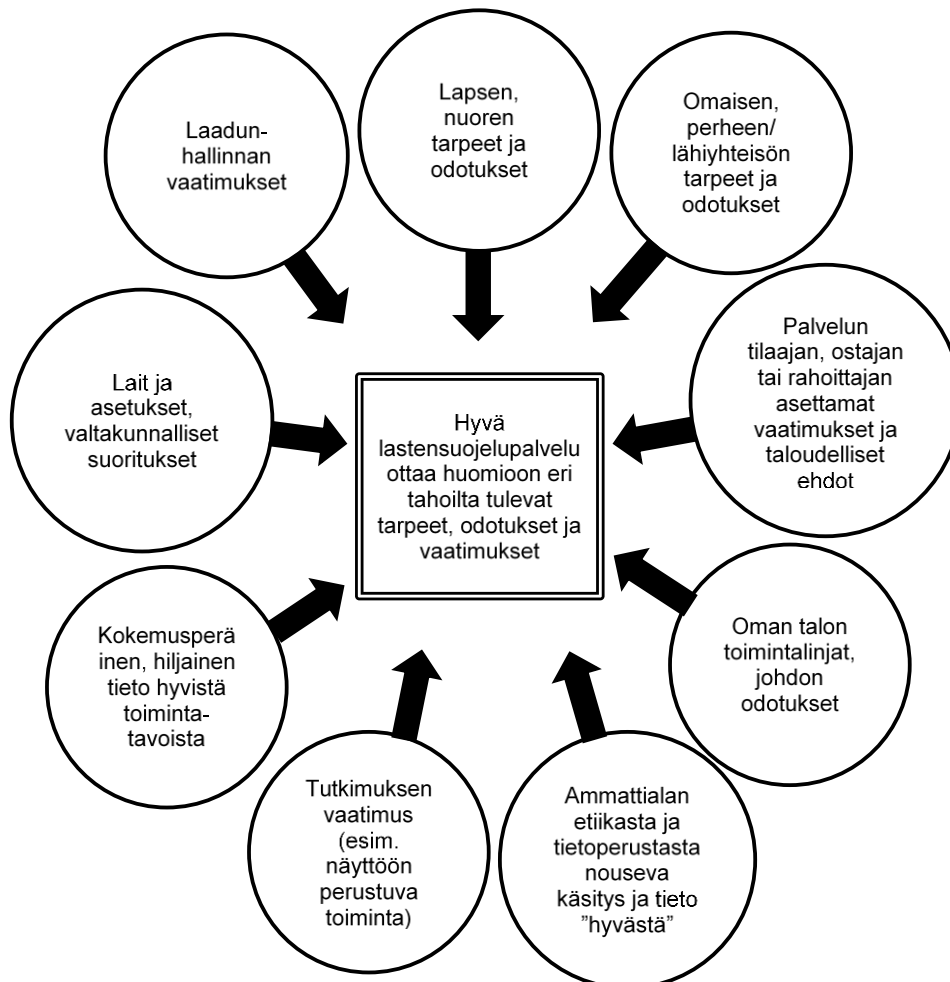 Laadun-
hallinnan
vaatimukset
Lapsen,
nuoren
tarpeet ja
odotukset
Omaisen,
perheen/
lähiyhteisön
tarpeet ja
odotukset
Lait ja
asetukset,
valtakunnalliset
suoritukset
Hyvä
lastensuojelupalvelu
ottaa huomioon eri
tahoilta tulevat
tarpeet, odotukset ja
vaatimukset
Palvelun
tilaajan, ostajan
tai rahoittajan
asettamat
vaatimukset ja
taloudelliset
ehdot
Kokemusperä
inen, hiljainen
tieto hyvistä
toiminta-
tavoista
Oman talon
toimintalinjat,
johdon
odotukset
Tutkimuksen
vaatimus
(esim.
näyttöön
perustuva
toiminta)
Ammattialan
etiikasta ja
tietoperustasta
nouseva
käsitys ja tieto
”hyvästä”